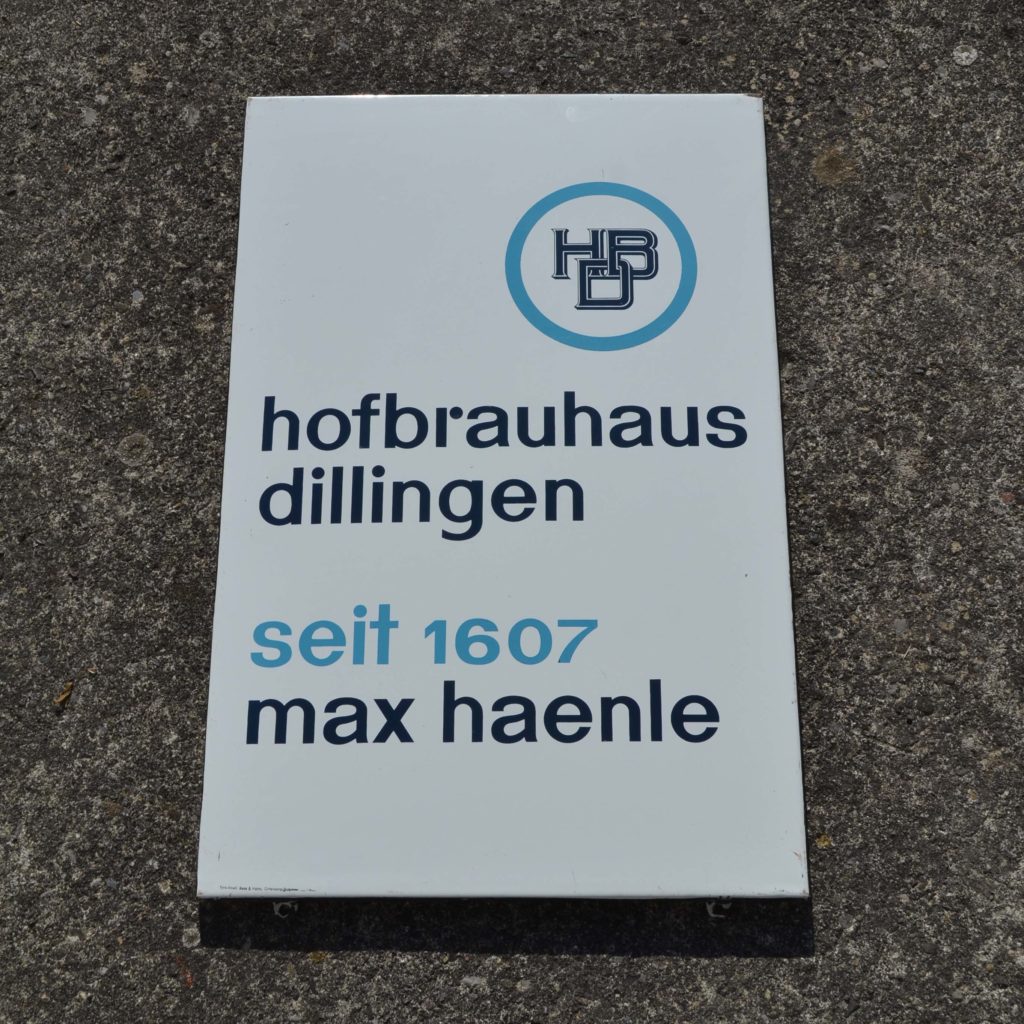 HBD
hofbrauhaus
dillingen
seit 1607
max haenle